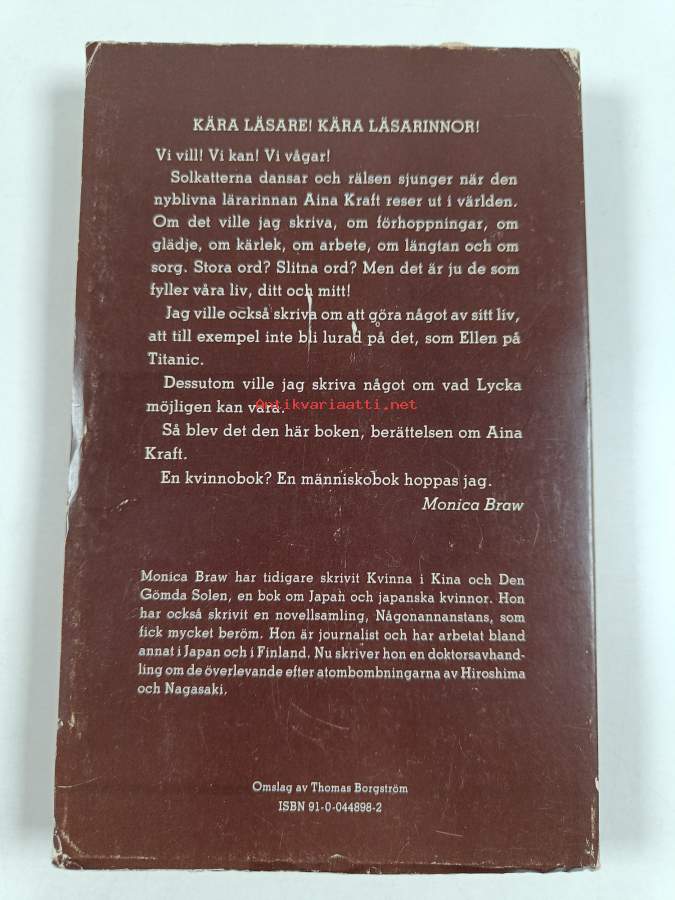 KÄRA LÄSARE! KÄRA LÄSARINNOR!
Vi vill! Vi kan! Vi vågar!
Solkatterna dansar och rälsen sjunger när den
nyblivna lärarinnan Aina Kraft reser ut i världen.
Om det ville jag skriva, om förhoppningar, om
glädje, om kärlek, om arbete, om längtan och om
sorg. Stora ord? Slitna ord? Men det är ju de som
fyller våra liv, ditt och mitt!
Jag ville också skriva om att göra något av sitt liv,
att till exempel inte bli lurad på det, som Ellen på
Titanic.
Dessutom ville jag skriva något om vad Lycka
möjligen kan vara.
Antikvariaatti.net
Så blev det den här boken, berättelsen om Aina
Kraft.
En kvinnobok? En människobok hoppas jag.
Monica Braw
Monica Braw har tidigare skrivit Kvinna i Kina och Den
Gömda Solen, en bok om Japan och japanska kvinnor. Hon
har också skrivit en novellsamling, Någonannanstans, som
fick mycket beröm. Hon är journalist och har arbetat bland
annat i Japan och i Finland. Nu skriver hon en doktorsavhand-
ling om de överlevande efter atombombningarna av Hiroshima
och Nagasaki.
Omslag av Thomas Borgström
ISBN 91-0-044898-2